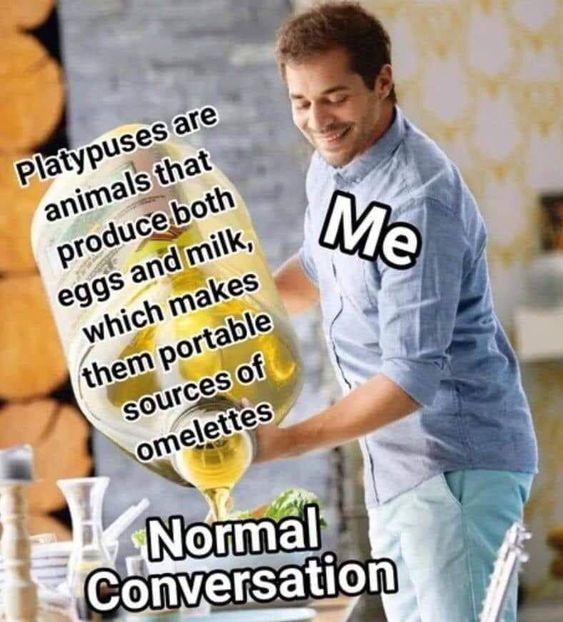 Platypuses are
animals that
produce both
eggs and milk,
which makes
them portable
sources of
omelettes
Me
Normal
Conversation